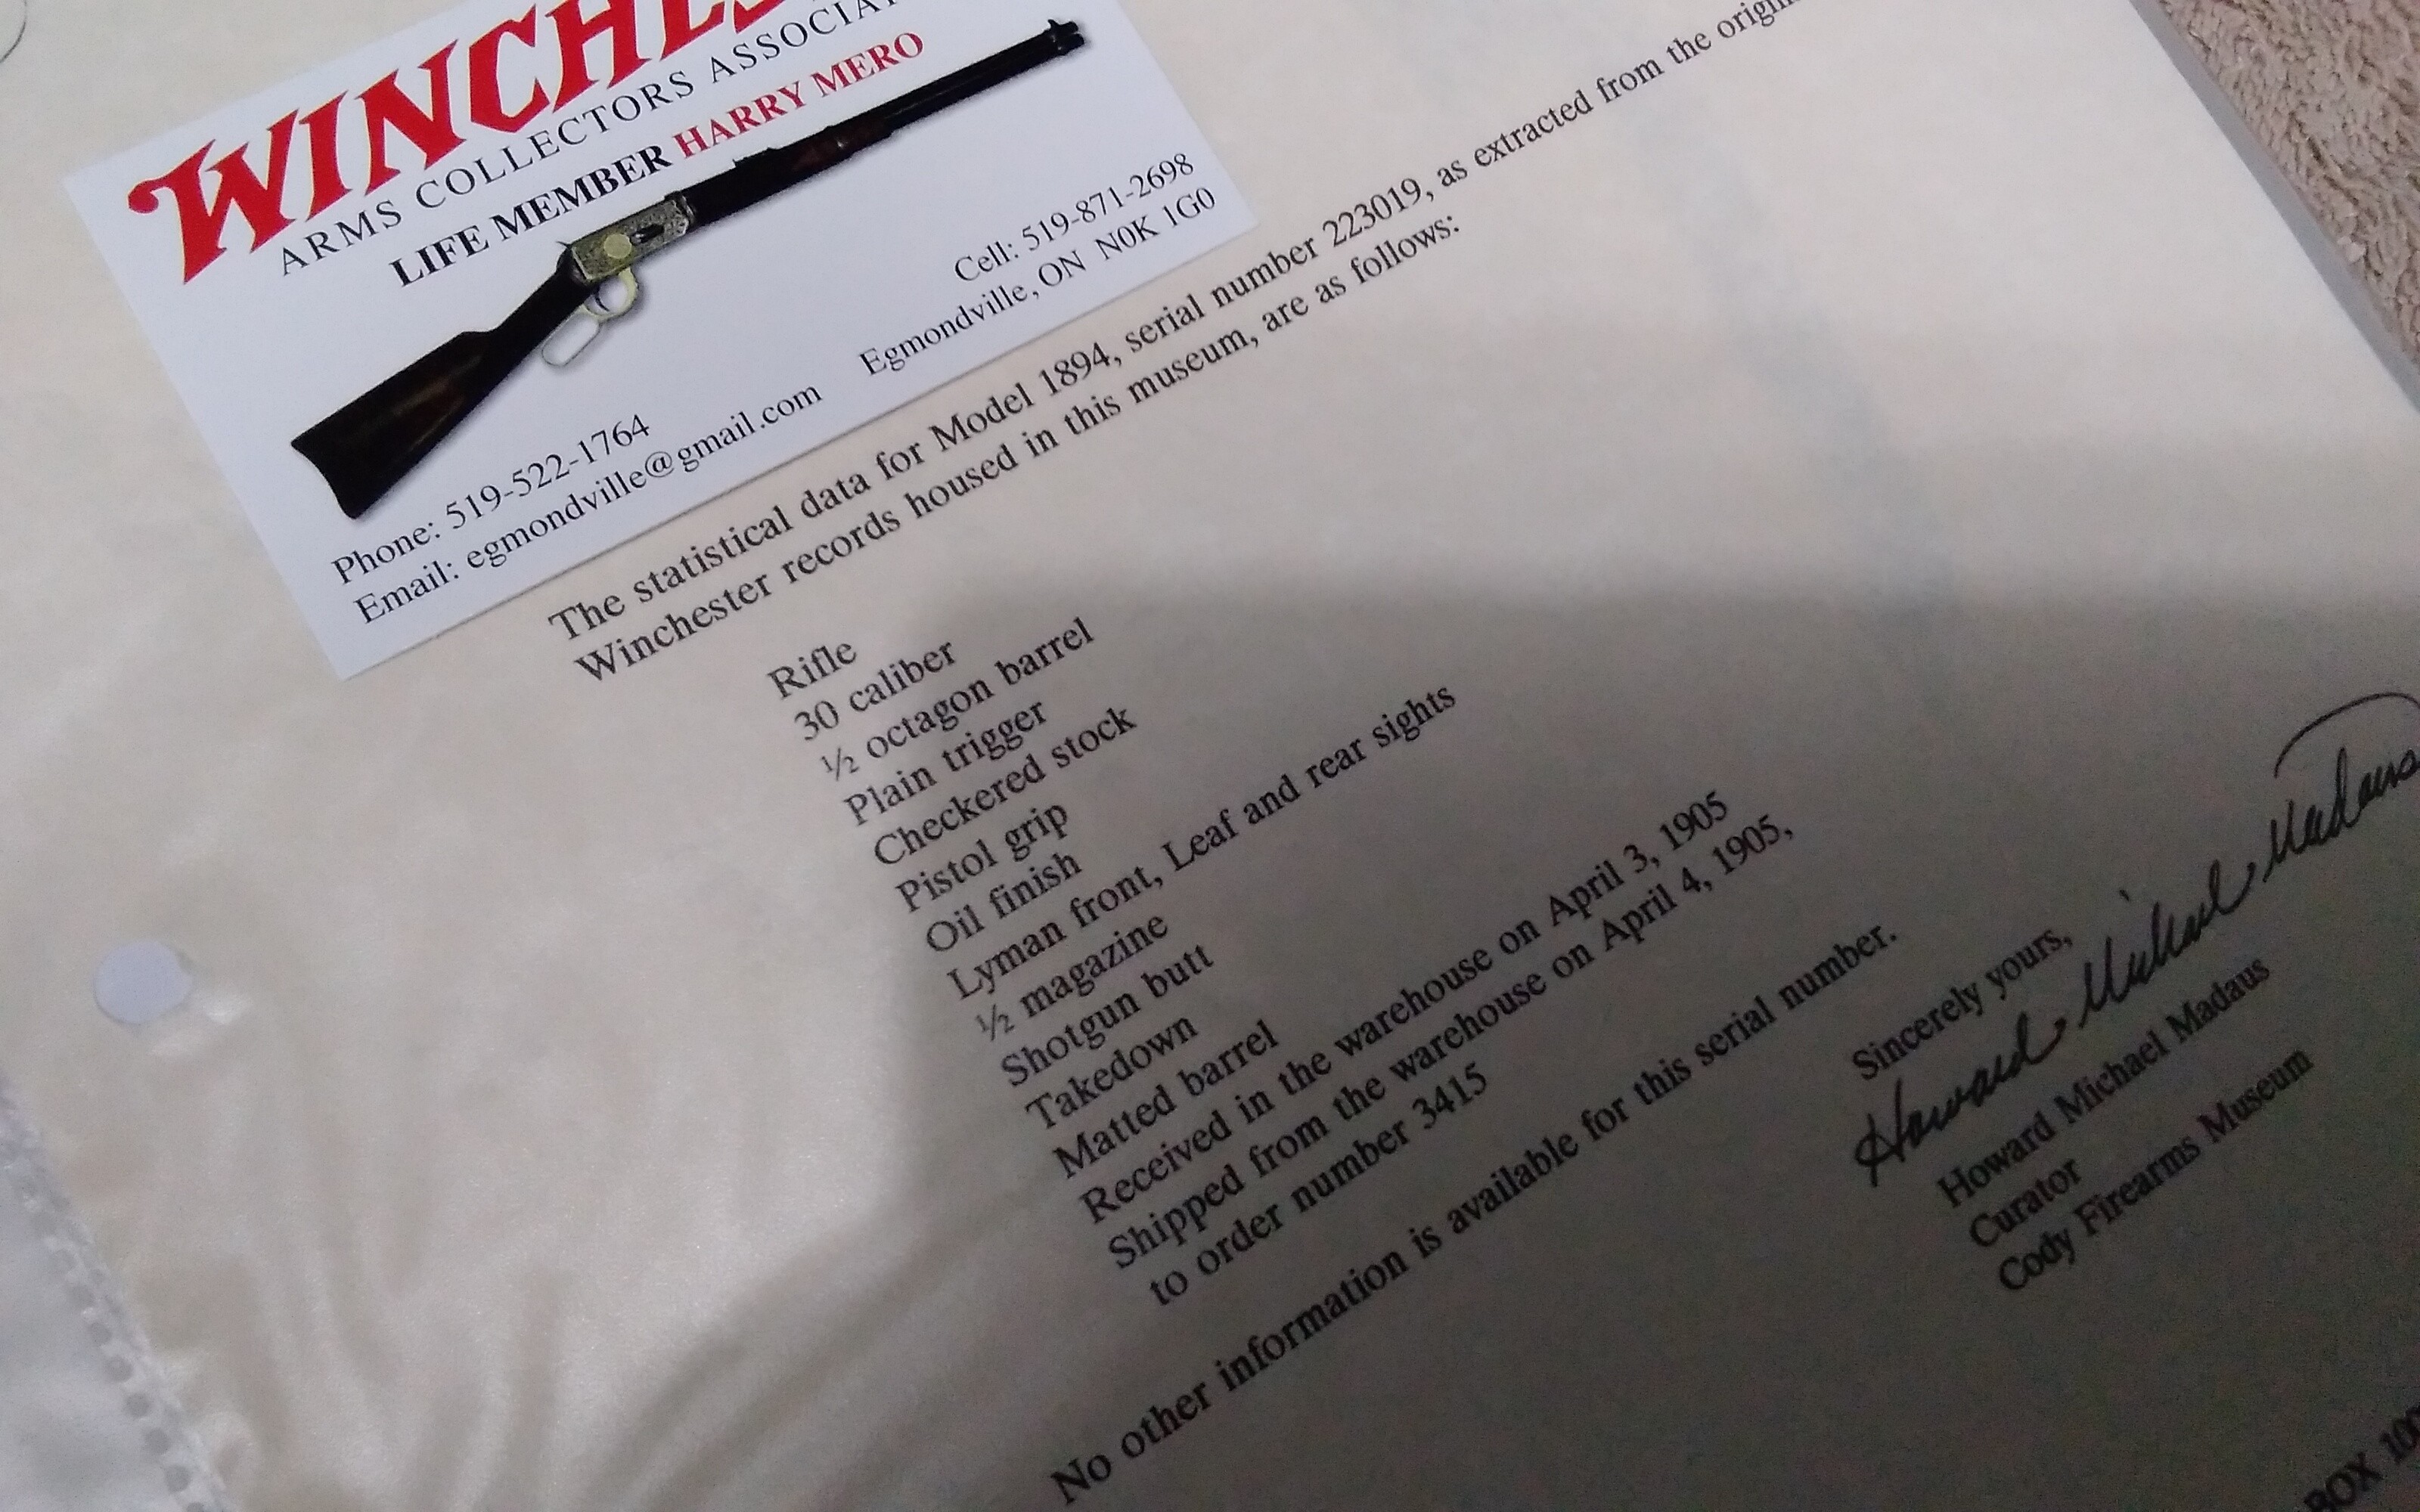 ARMS COLLECTORS
LIFE MEMBER HARRY MERO
Cell: 519-871-2698
Egmondville, ON N0K 1G0
Phone: 519-522-1764
Email: egmondville@gmail.com
The statistical data for Model 1894, serial number 223019, as extracted from the
Winchester records housed in this museum, are as follows:
Rifle
30 caliber
½ octagon barrel
Plain trigger
Checkered stock
Pistol grip
Oil finish
Lyman front, Leaf and rear sights
½ magazine
Shotgun butt
Takedown
Matted barrel
Received in the warehouse on April 3, 1905
Shipped from the warehouse on April 4, 1905,
to order number 3415
No other information is available for this serial number.
Sincerely yours,
Howard Michael Madaus
Howard Michael Madaus
Curator
Cody Firearms Museum
BOX